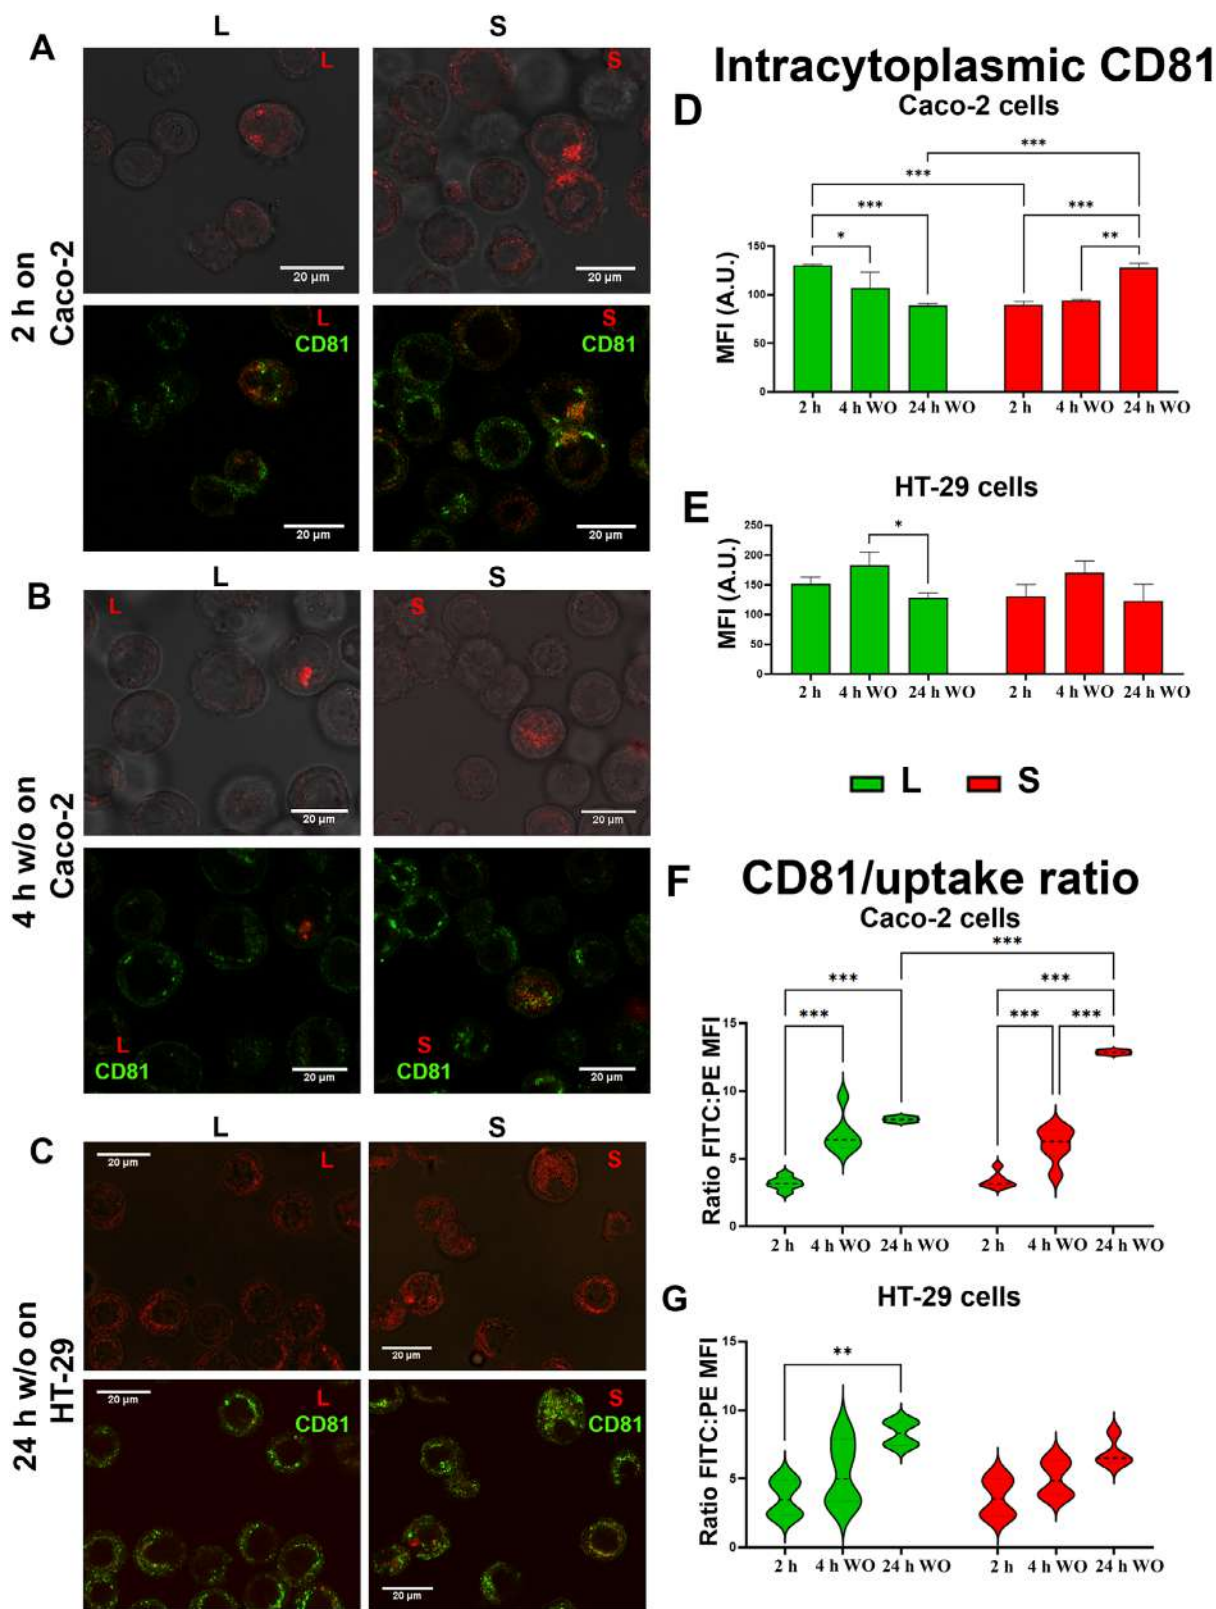 A
L
S
L
S
20 µm
20 µm
2 h on
Caco-2
L
CD81
S
CD81
20 µm
20 µm
B
L
S
L
S
20 µm
20 µm
4 h w/o on
Caco-2
L
CD81
S
CD81
20 µm
20 µm
C
L
S
20 µm
L
S
20 µm
24 h w/o on
HT-29
20 µm
L
CD81
S
CD81
20 µm
Intracytoplasmic CD81
D
Caco-2 cells
***
***
***
***
*
**
MFI (A.U.)
150
100
50
0
2 h
4 h WO
24 h WO
2 h
4 h WO
24 h WO
E
HT-29 cells
*
MFI (A.U.)
250
200
150
100
50
0
2 h
4 h WO
24 h WO
2 h
4 h WO
24 h WO
L
S
F
CD81/uptake ratio
Caco-2 cells
***
***
***
***
***
***
Ratio FITC:PE MFI
15
10
5
0
2 h
4 h WO
24 h WO
2 h
4 h WO
24 h WO
G
HT-29 cells
**
Ratio FITC:PE MFI
15
10
5
0
2 h
4 h WO
24 h WO
2 h
4 h WO
24 h WO